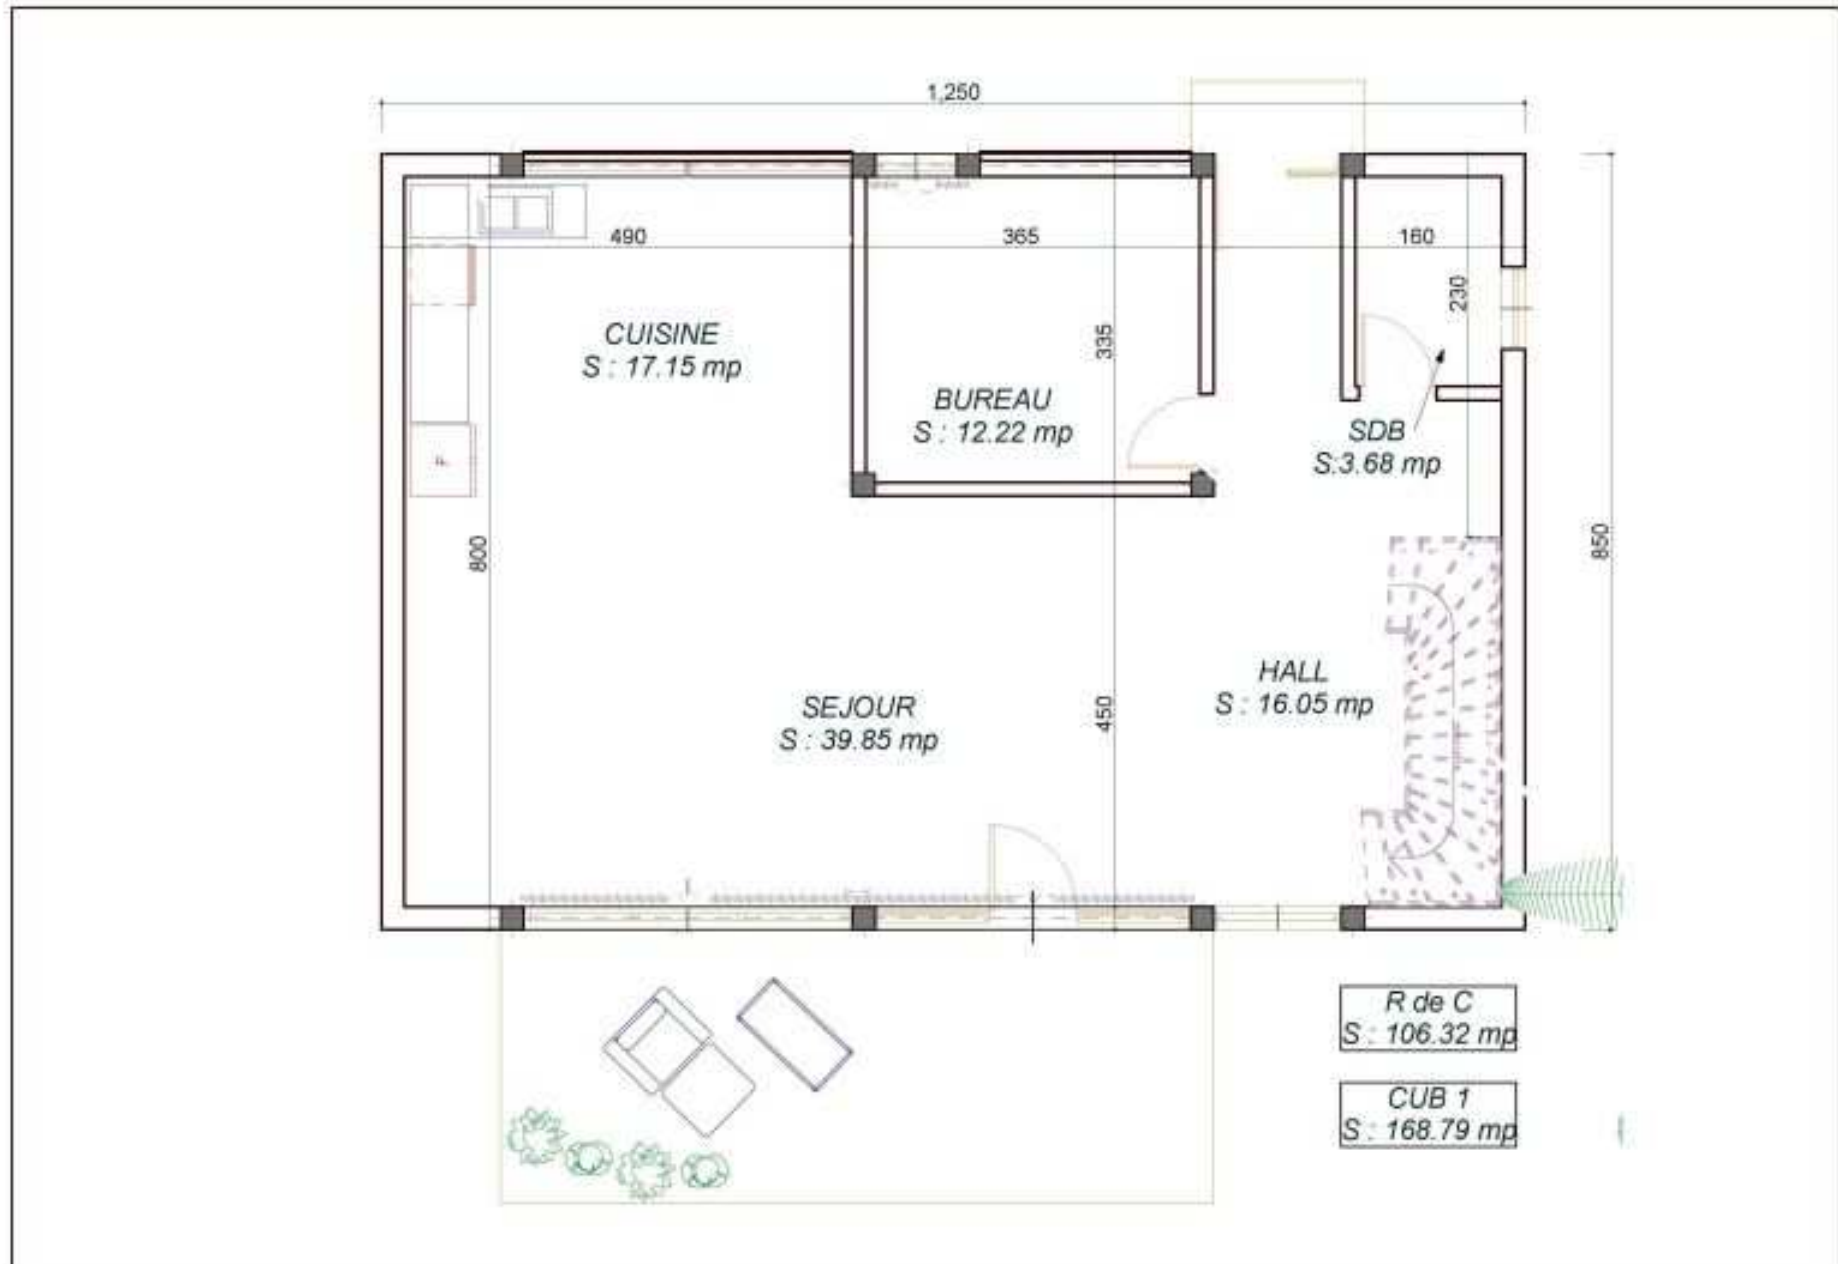 1,250
490
365
160
230
335
CUISINE
S : 17.15 mp
BUREAU
S : 12.22 mp
SDB
S:3.68 mp
F
800
850
HALL
S : 16.05 mp
SEJOUR
S : 39.85 mp
450
R de C
S : 106.32 mp
CUB 1
S : 168.79 mp